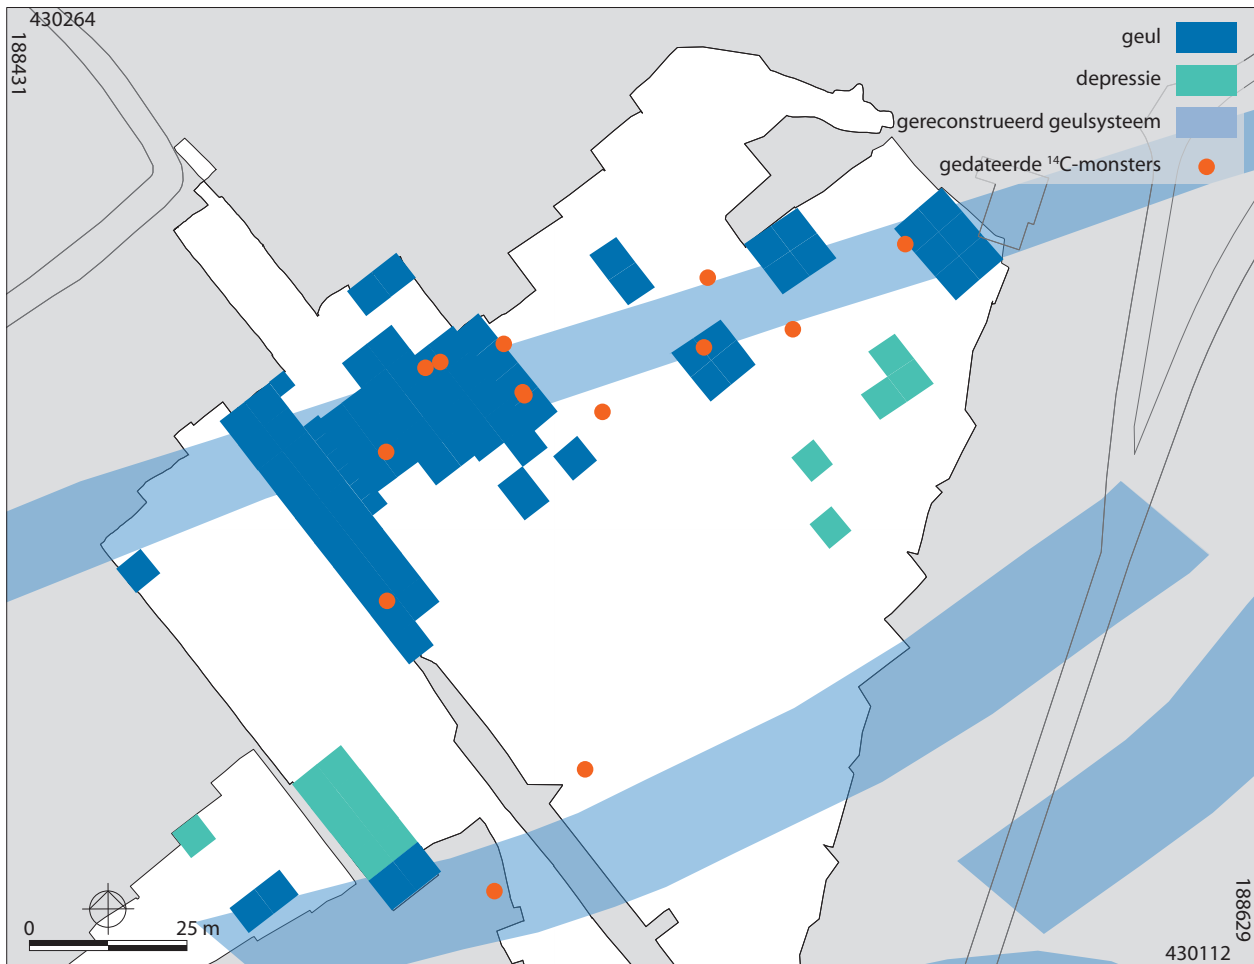 430264
188431
geul
depressie
gereconstrueerd geulsysteem
gedateerde ¹⁴C-monsters
0 25 m
188629
430112